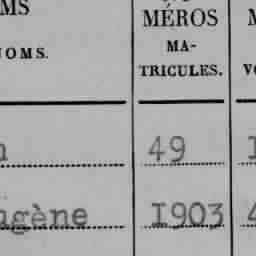 MS
MÉROS
NOMS.
MA-
TRICULES.
49
ugène
1903